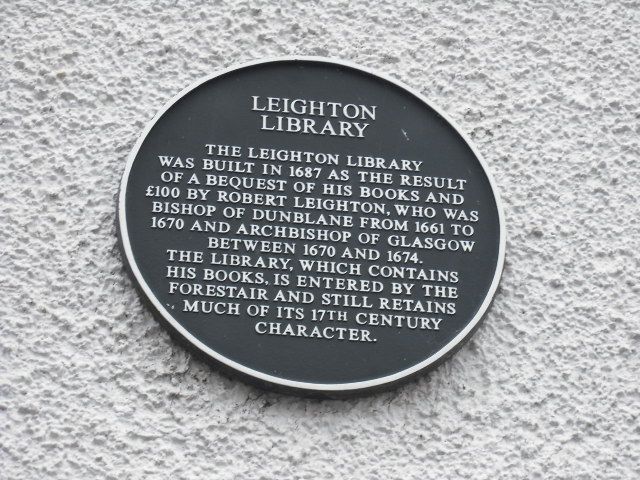 LEIGHTON
LIBRARY
THE LEIGHTON LIBRARY
WAS BUILT IN 1687 AS THE RESULT
OF A BEQUEST OF HIS BOOKS AND
£100 BY ROBERT LEIGHTON, WHO WAS
BISHOP OF DUNBLANE FROM 1661 TO
1670 AND ARCHBISHOP OF GLASGOW
BETWEEN 1670 AND 1674.
THE LIBRARY, WHICH CONTAINS
HIS BOOKS, IS ENTERED BY THE
FORESTAIR AND STILL RETAINS
MUCH OF ITS 17TH CENTURY
CHARACTER.